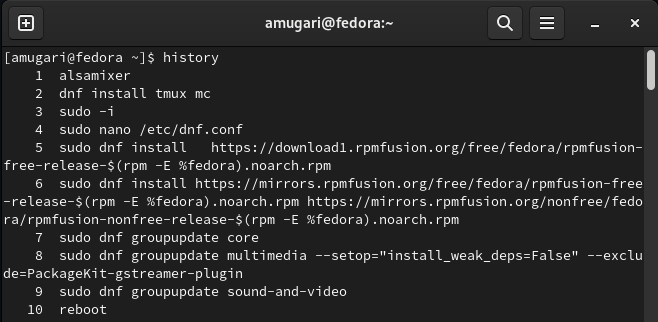 amugari@fedora:~
[amugari@fedora ~]$ history
    1  alsamixer
    2  dnf install tmux mc
    3  sudo -i
    4  sudo nano /etc/dnf.conf
    5  sudo dnf install   https://download1.rpmfusion.org/free/fedora/rpmfusion-
free-release-$(rpm -E %fedora).noarch.rpm
    6  sudo dnf install https://mirrors.rpmfusion.org/free/fedora/rpmfusion-free
-release-$(rpm -E %fedora).noarch.rpm https://mirrors.rpmfusion.org/nonfree/fedo
ra/rpmfusion-nonfree-release-$(rpm -E %fedora).noarch.rpm
    7  sudo dnf groupupdate core
    8  sudo dnf groupupdate multimedia --setop="install_weak_deps=False" --exclu
de=PackageKit-gstreamer-plugin
    9  sudo dnf groupupdate sound-and-video
   10  reboot